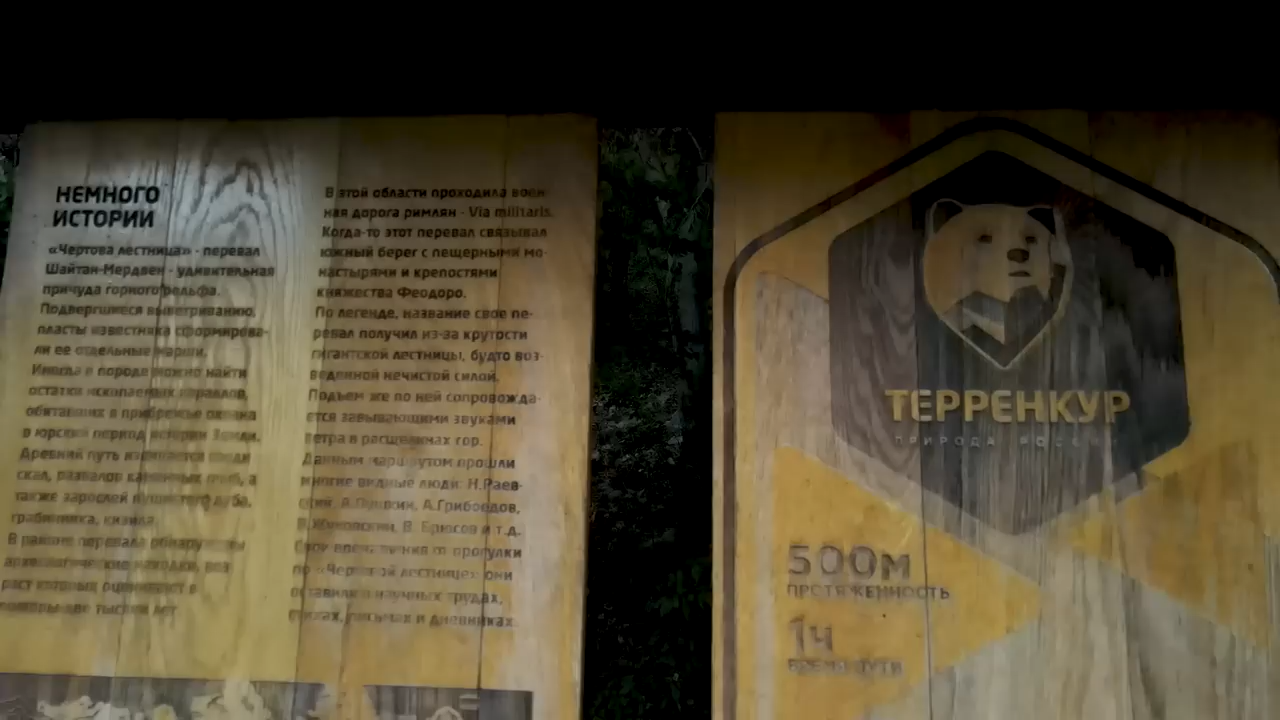 НЕМНОГО
ИСТОРИИ
«Чертова лестница» - перевал
Шайтан-Мердвен - удивительная
причуда горного рельфа.
Подвергшиеся выветриванию,
пласты известняка сформирова-
ли ее отдельные марши.
Иногда в породе можно найти
остатки ископаемых кораллов,
обитавших в прибрежье океана
в юрский период истории Земли.
Древний путь извивается среди
скал, развалов каменных глыб, а
также зарослей пушистого дуба,
грабинника, кизила.
В районе перевала обнаружены
археологические находки, воз-
раст которых оценивают в
полторы-две тысячи лет
В этой области проходила воен-
ная дорога римлян - Via militaris.
Когда-то этот перевал связывал
южный берег с пещерными мо-
настырями и крепостями
княжества Феодоро.
По легенде, название свое пе-
ревал получил из-за крутости
гигантской лестницы, будто воз-
веденной нечистой силой.
Подъем же по ней сопровожда-
ется завывающими звуками
ветра в расщелинах гор.
Данным маршрутом прошли
многие видные люди: Н.Раев-
ский, А.Пушкин, А.Грибоедов,
В.Жуковский, В. Брюсов и т.д.
Свои впечатления от прогулки
по «Чертовой лестнице» они
оставили в научных трудах,
стихах, письмах и дневниках.
ТЕРРЕНКУР
ПРИРОДА РОССИИ
500м
ПРОТЯЖЕННОСТЬ
1ч
ВРЕМЯ ПУТИ